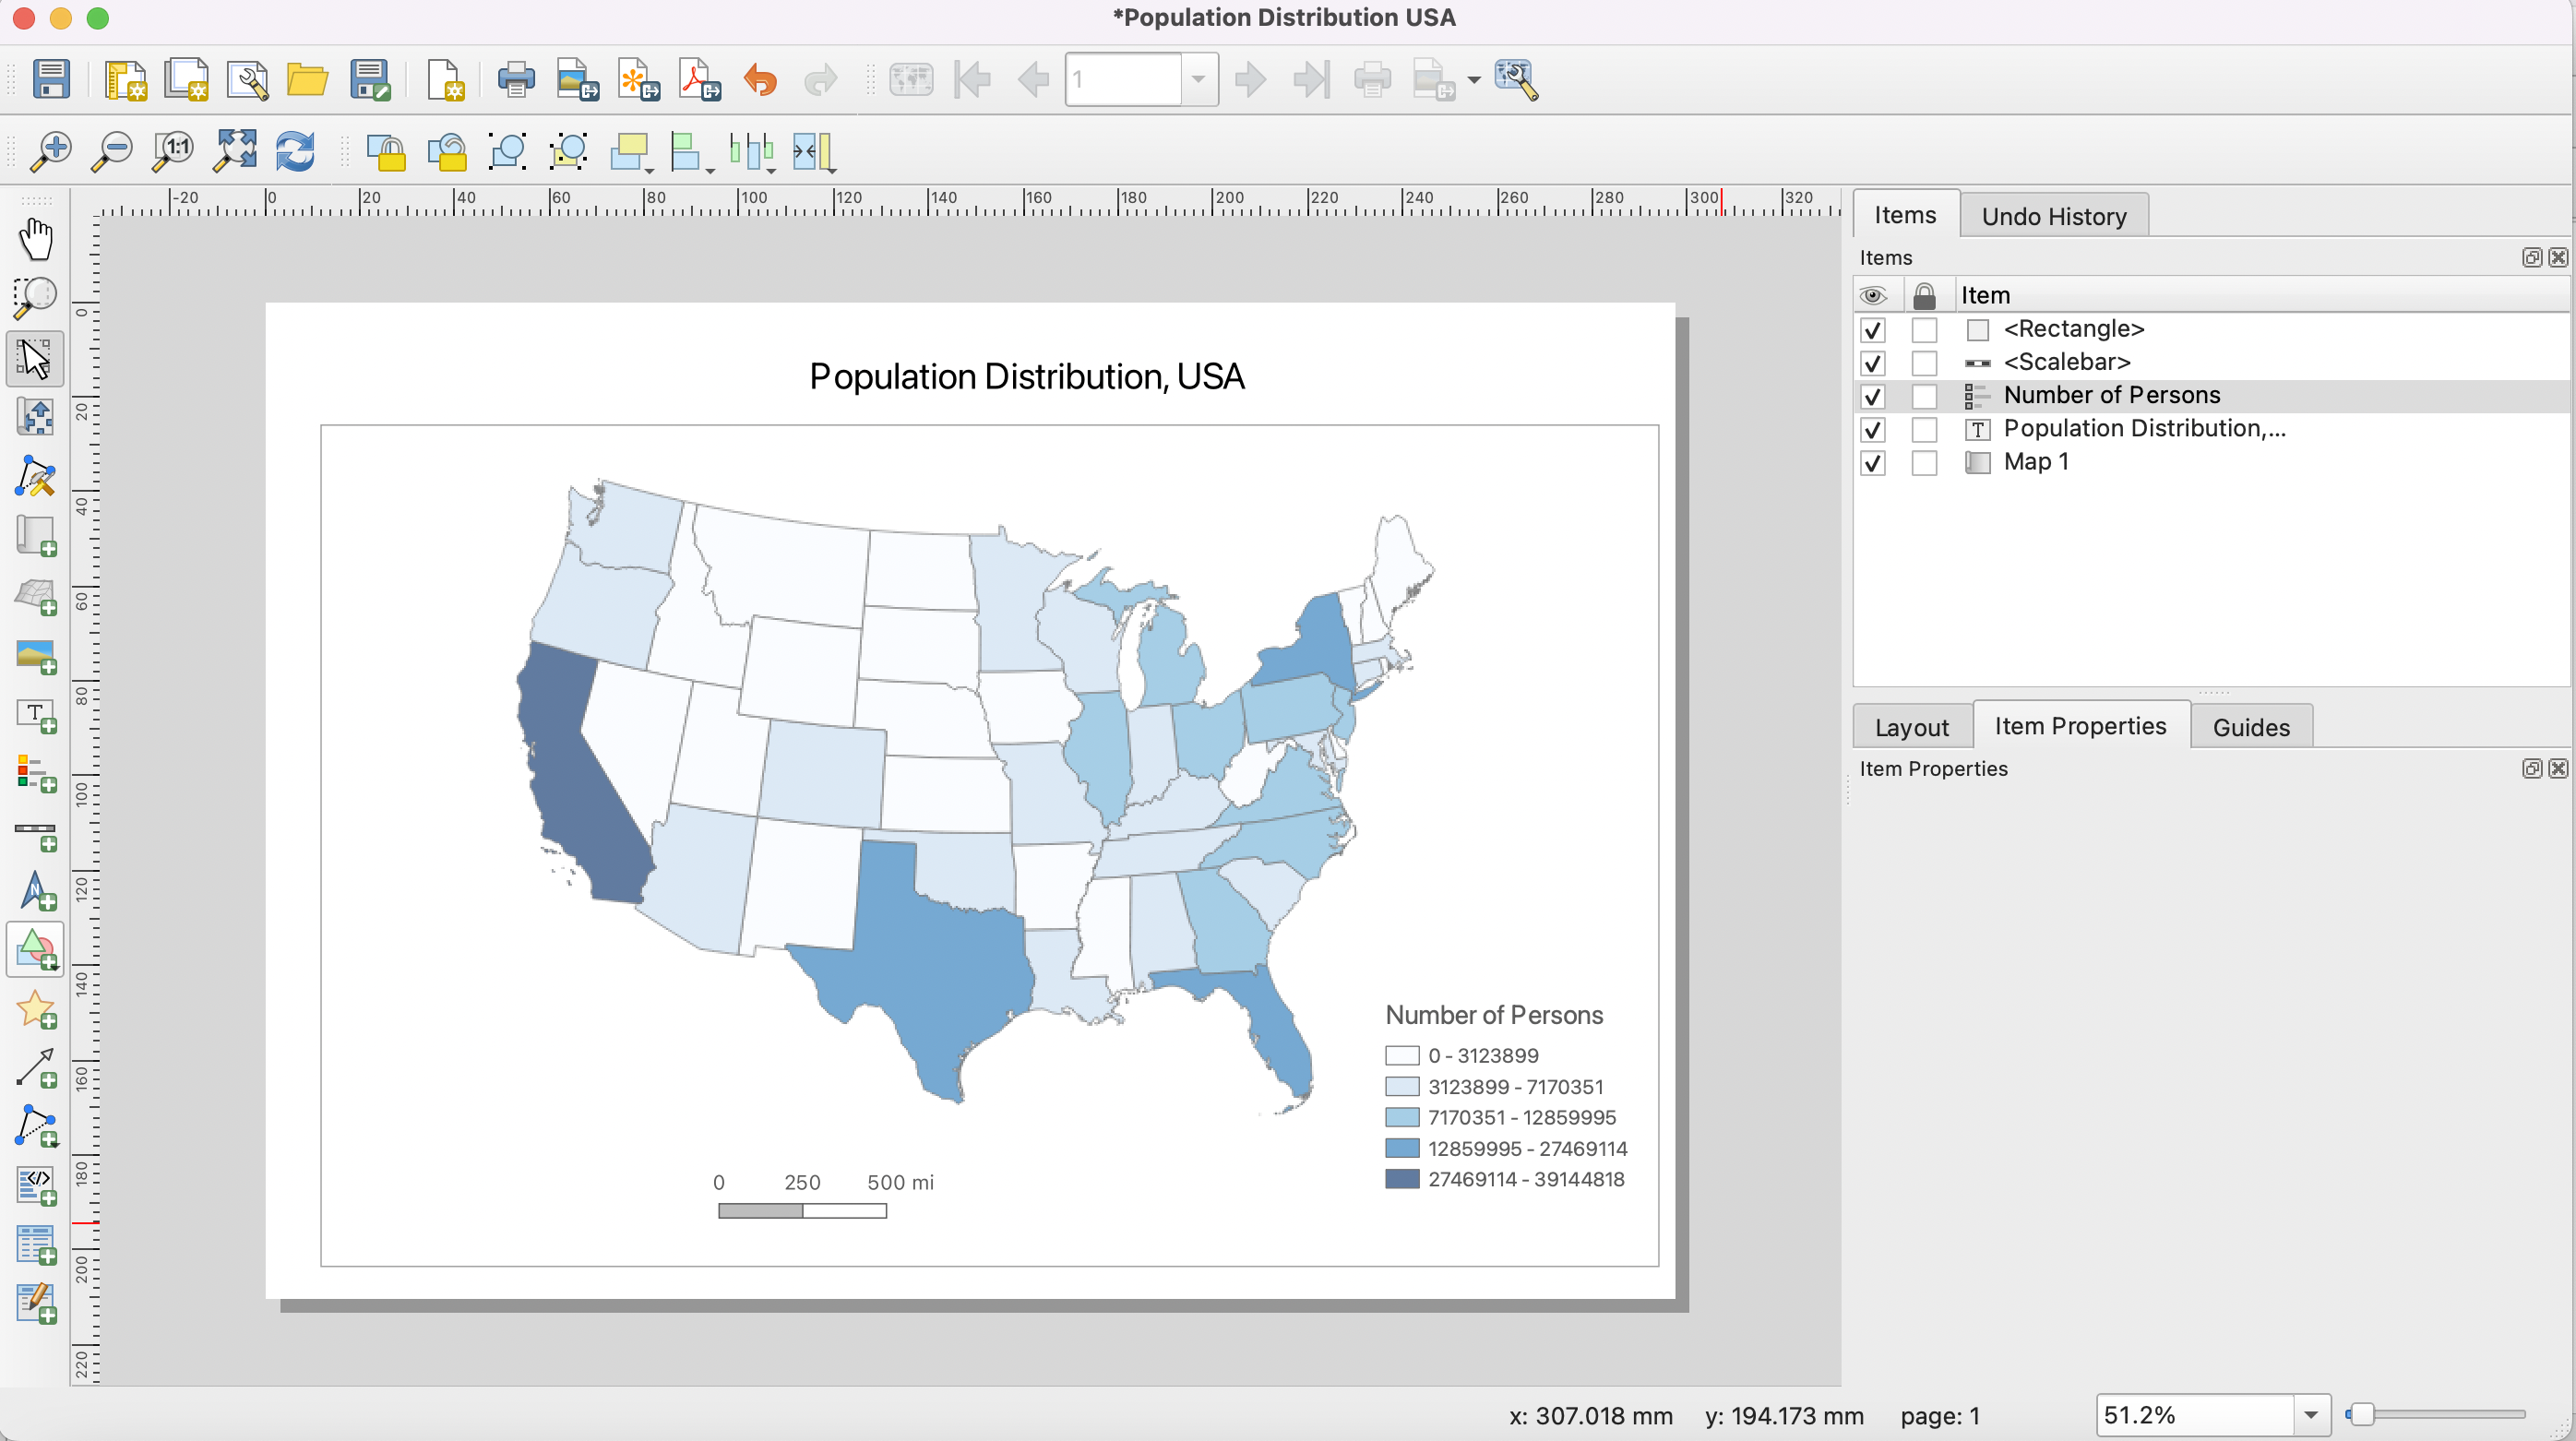 *Population Distribution USA
1
1:1
-20 0 20 40 60 80 100 120 140 160 180 200 220 240 260 280 300 320
Items Undo History
Items
Item
<Rectangle>
<Scalebar>
Number of Persons
T Population Distribution,...
Map 1
Layout Item Properties Guides
Item Properties
0
20
40
60
80
100
120
140
160
180
200
220
T
N
</>
Population Distribution, USA
Number of Persons
0 - 3123899
3123899 - 7170351
7170351 - 12859995
12859995 - 27469114
27469114 - 39144818
0 250 500 mi
x: 307.018 mm y: 194.173 mm page: 1 51.2%